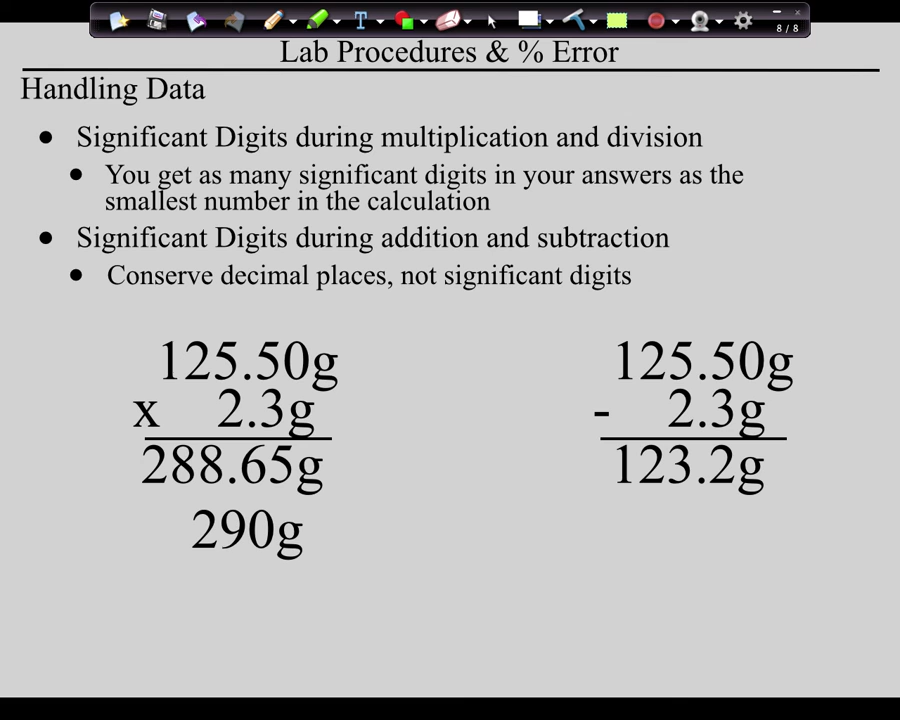 8 / 8
Lab Procedures & % Error
Handling Data
• Significant Digits during multiplication and division
• You get as many significant digits in your answers as the
smallest number in the calculation
• Significant Digits during addition and subtraction
• Conserve decimal places, not significant digits
125.50g
x 2.3g
288.65g
290g
125.50g
- 2.3g
123.2g